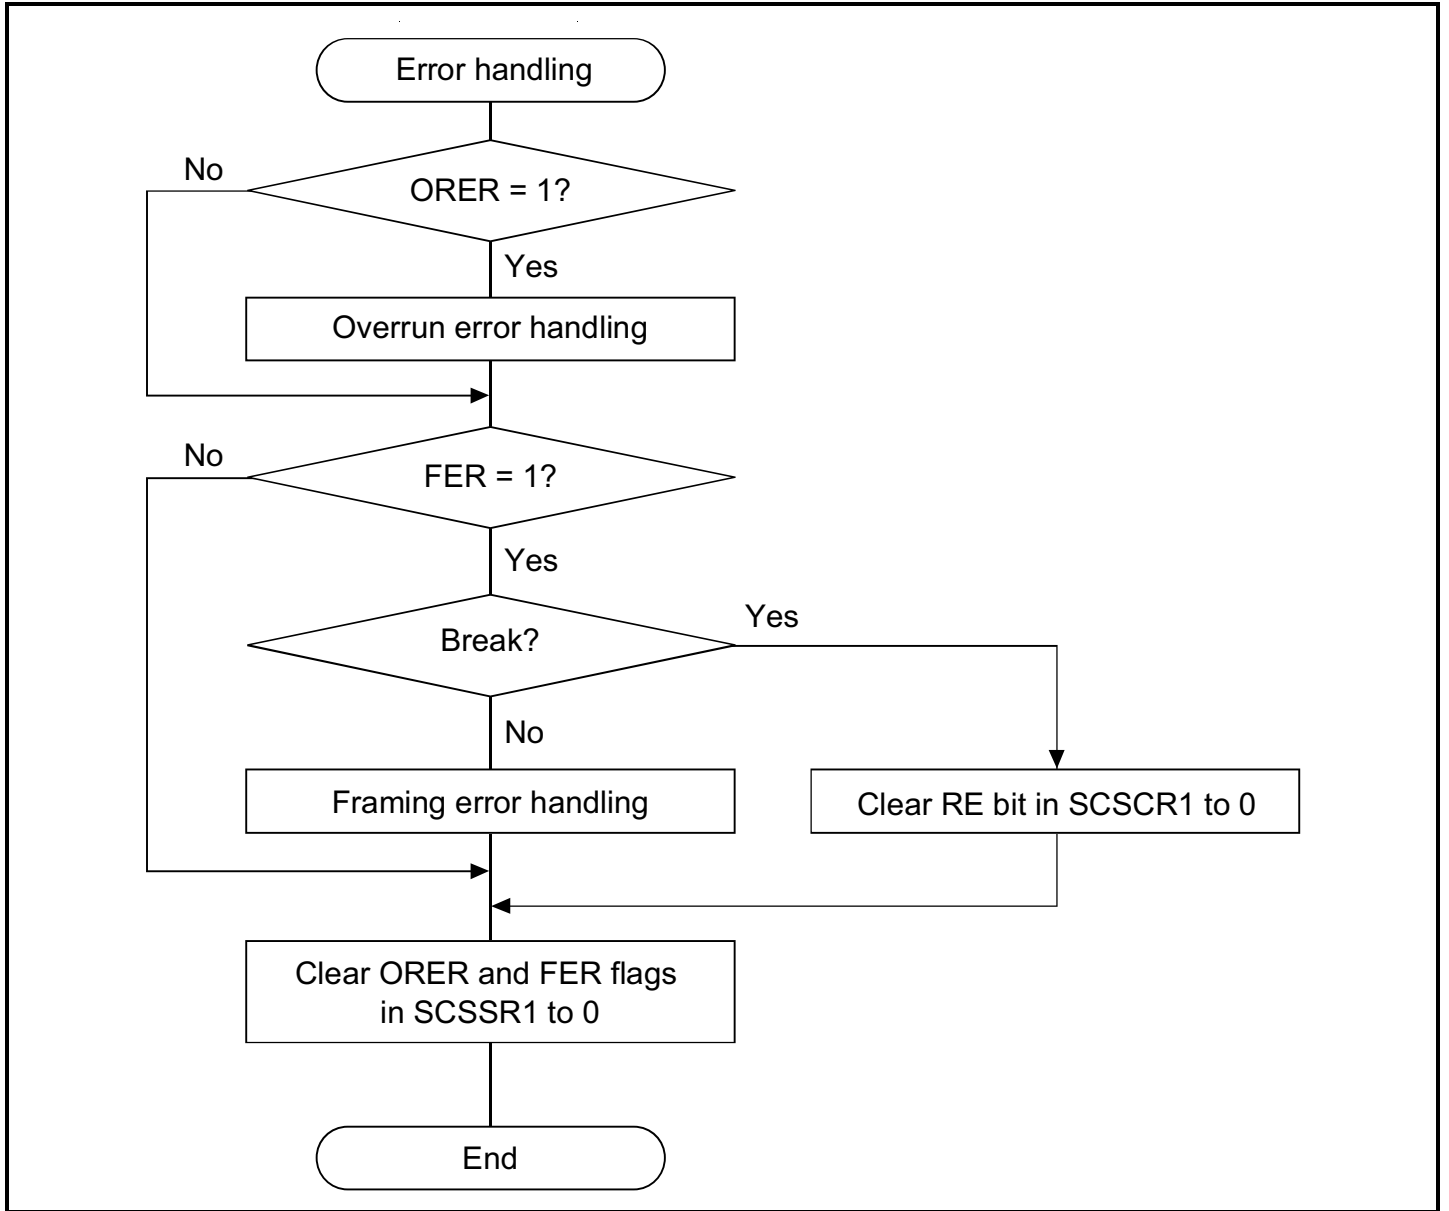 Error handling
No
ORER = 1?
Yes
Overrun error handling
No
FER = 1?
Yes
Yes
Break?
No
Framing error handling
Clear RE bit in SCSCR1 to 0
Clear ORER and FER flags
in SCSSR1 to 0
End